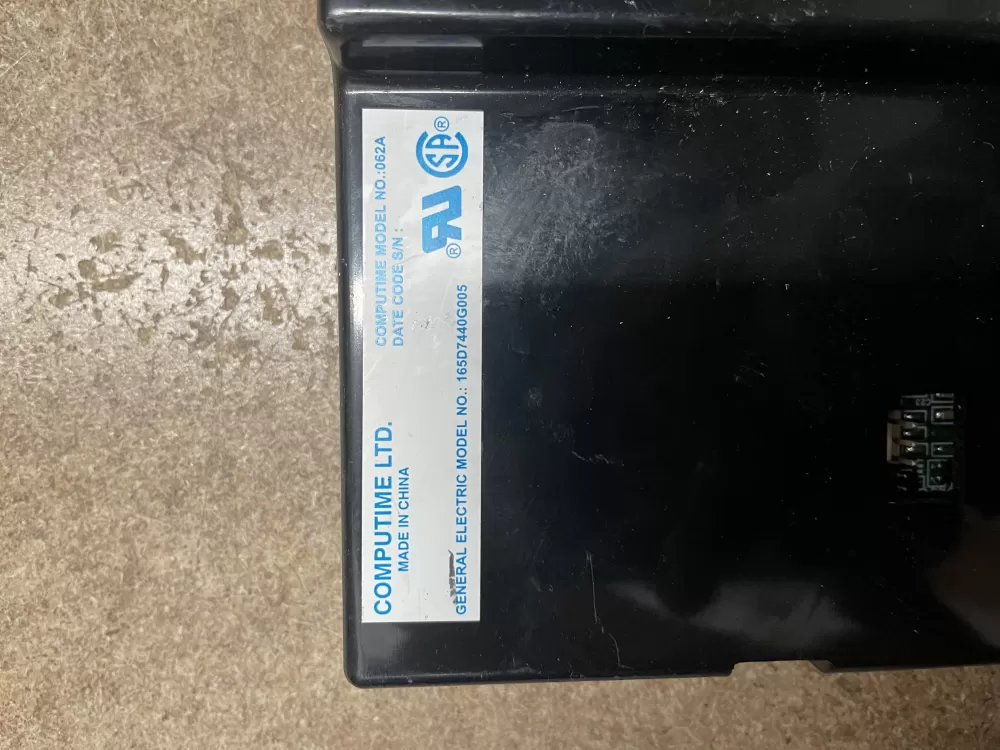 COMPUTIME LTD.
MADE IN CHINA
COMPUTIME MODEL NO.:062A
DATE CODE S/N :
GENERAL ELECTRIC MODEL NO.: 165D7440G005